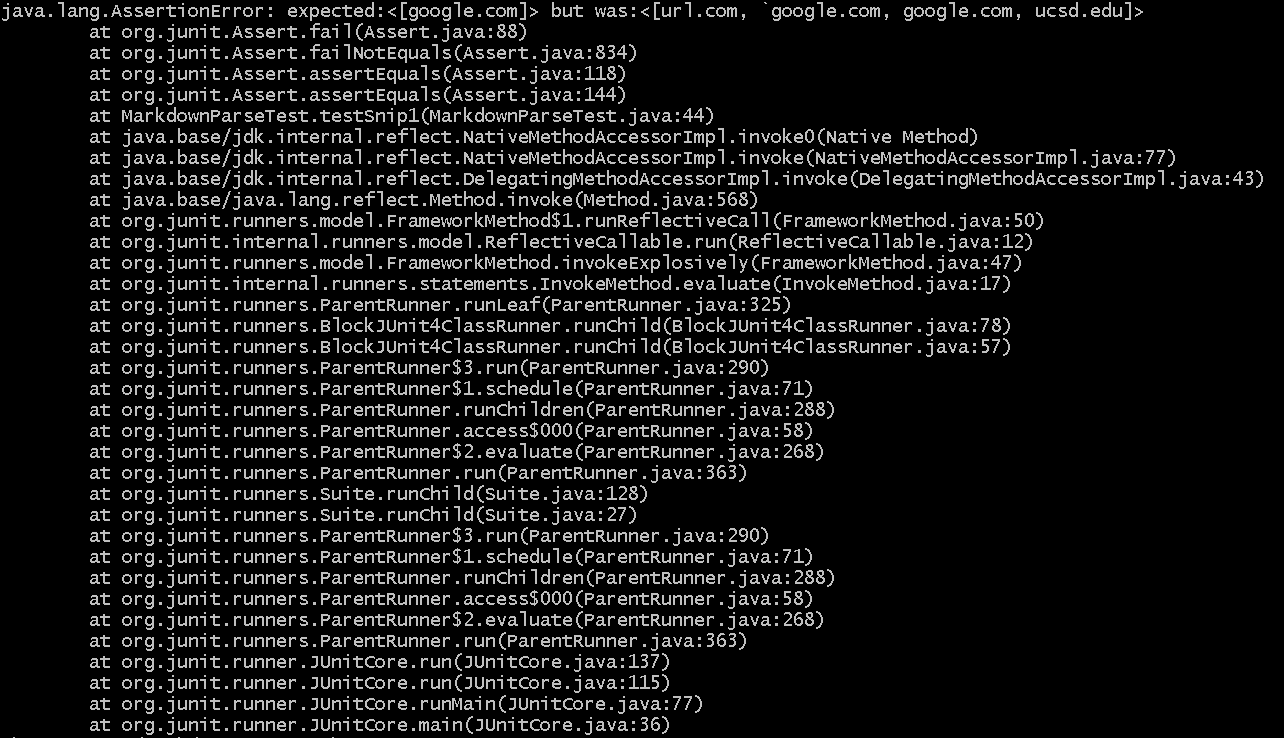 java.lang.AssertionError: expected:<[google.com]> but was:<[url.com, `google.com, google.com, ucsd.edu]>
at org.junit.Assert.fail(Assert.java:88)
at org.junit.Assert.failNotEquals(Assert.java:834)
at org.junit.Assert.assertEquals(Assert.java:118)
at org.junit.Assert.assertEquals(Assert.java:144)
at MarkdownParseTest.testSnip1(MarkdownParseTest.java:44)
at java.base/jdk.internal.reflect.NativeMethodAccessorImpl.invoke0(Native Method)
at java.base/jdk.internal.reflect.NativeMethodAccessorImpl.invoke(NativeMethodAccessorImpl.java:77)
at java.base/jdk.internal.reflect.DelegatingMethodAccessorImpl.invoke(DelegatingMethodAccessorImpl.java:43)
at java.base/java.lang.reflect.Method.invoke(Method.java:568)
at org.junit.runners.model.FrameworkMethod$1.runReflectiveCall(FrameworkMethod.java:50)
at org.junit.internal.runners.model.ReflectiveCallable.run(ReflectiveCallable.java:12)
at org.junit.runners.model.FrameworkMethod.invokeExplosively(FrameworkMethod.java:47)
at org.junit.internal.runners.statements.InvokeMethod.evaluate(InvokeMethod.java:17)
at org.junit.runners.ParentRunner.runLeaf(ParentRunner.java:325)
at org.junit.runners.BlockJUnit4ClassRunner.runChild(BlockJUnit4ClassRunner.java:78)
at org.junit.runners.BlockJUnit4ClassRunner.runChild(BlockJUnit4ClassRunner.java:57)
at org.junit.runners.ParentRunner$3.run(ParentRunner.java:290)
at org.junit.runners.ParentRunner$1.schedule(ParentRunner.java:71)
at org.junit.runners.ParentRunner.runChildren(ParentRunner.java:288)
at org.junit.runners.ParentRunner.access$000(ParentRunner.java:58)
at org.junit.runners.ParentRunner$2.evaluate(ParentRunner.java:268)
at org.junit.runners.ParentRunner.run(ParentRunner.java:363)
at org.junit.runners.Suite.runChild(Suite.java:128)
at org.junit.runners.Suite.runChild(Suite.java:27)
at org.junit.runners.ParentRunner$3.run(ParentRunner.java:290)
at org.junit.runners.ParentRunner$1.schedule(ParentRunner.java:71)
at org.junit.runners.ParentRunner.runChildren(ParentRunner.java:288)
at org.junit.runners.ParentRunner.access$000(ParentRunner.java:58)
at org.junit.runners.ParentRunner$2.evaluate(ParentRunner.java:268)
at org.junit.runners.ParentRunner.run(ParentRunner.java:363)
at org.junit.runner.JUnitCore.run(JUnitCore.java:137)
at org.junit.runner.JUnitCore.run(JUnitCore.java:115)
at org.junit.runner.JUnitCore.runMain(JUnitCore.java:77)
at org.junit.runner.JUnitCore.main(JUnitCore.java:36)